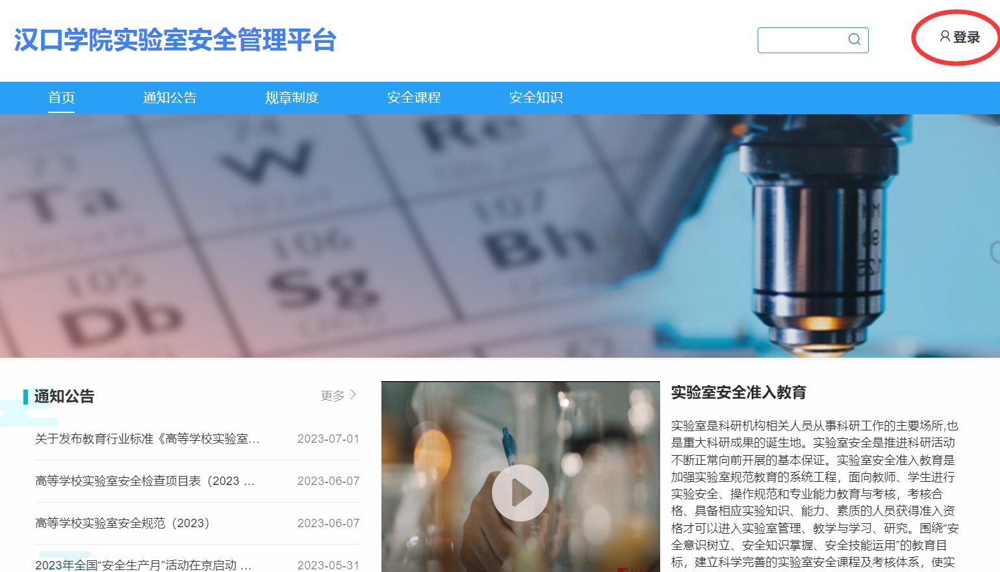 汉口学院实验室安全管理平台
登录
首页 通知公告 规章制度 安全课程 安全知识
74
Re
73
W
186.207
Ta
183.84
107
180.9479
106
Bh
105
Sg
Db
通知公告
更多
关于发布教育行业标准《高等学校实验室... 2023-07-01
高等学校实验室安全检查项目表（2023 ... 2023-06-07
高等学校实验室安全规范（2023） 2023-06-07
2023年全国“安全生产月”活动在京启动 ... 2023-05-31
实验室安全准入教育
实验室是科研机构相关人员从事科研工作的主要场所,也
是重大科研成果的诞生地。实验室安全是推进科研活动
不断正常向前开展的基本保证。实验室安全准入教育是
加强实验室规范教育的系统工程，面向教师、学生进行
实验安全、操作规范和专业能力教育与考核，考核合
格、具备相应实验知识、能力、素质的人员获得准入资
格才可以进入实验室管理、教学与学习、研究。围绕“安
全意识树立、安全知识掌握、安全技能运用”的教育目
标，建立科学完善的实验室安全课程及考核体系，使实